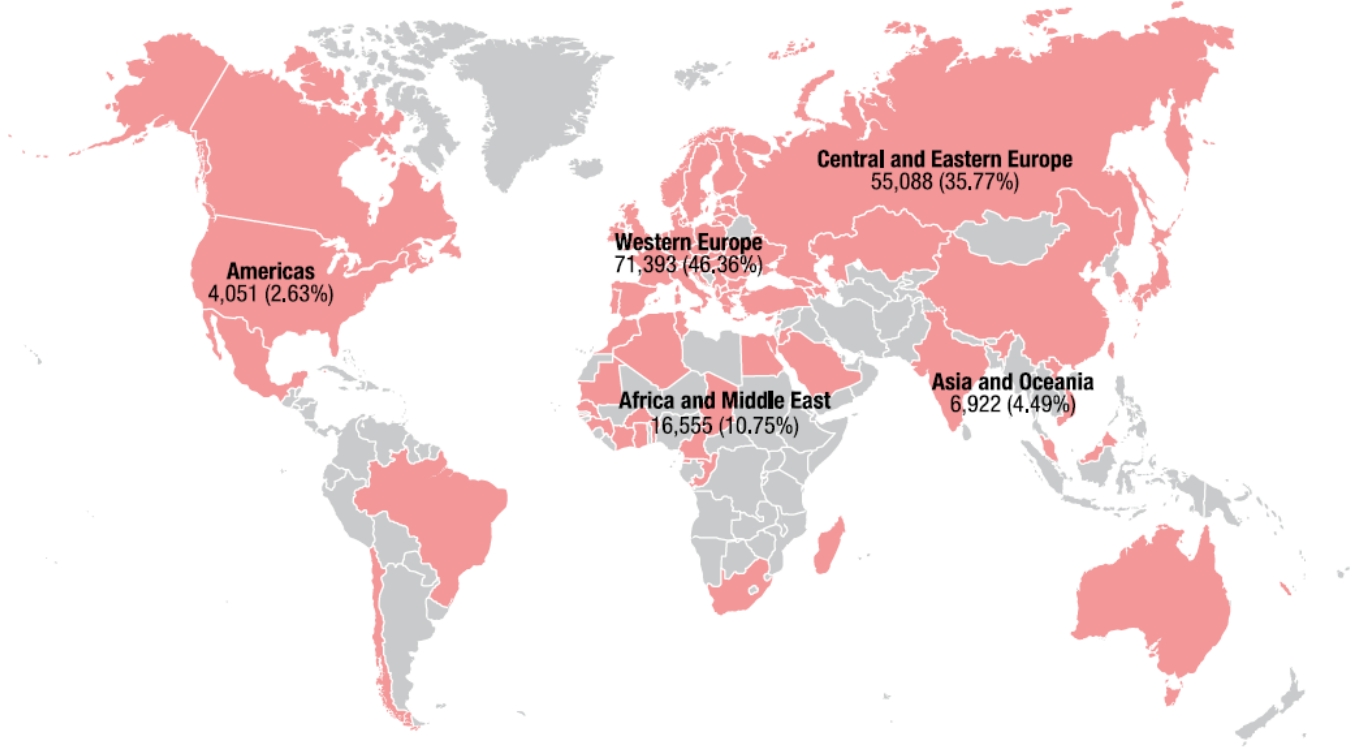 Central and Eastern Europe
55,088 (35.77%)
Western Europe
71,393 (46.36%)
Americas
4,051 (2.63%)
Asia and Oceania
6,922 (4.49%)
Africa and Middle East
16,555 (10.75%)